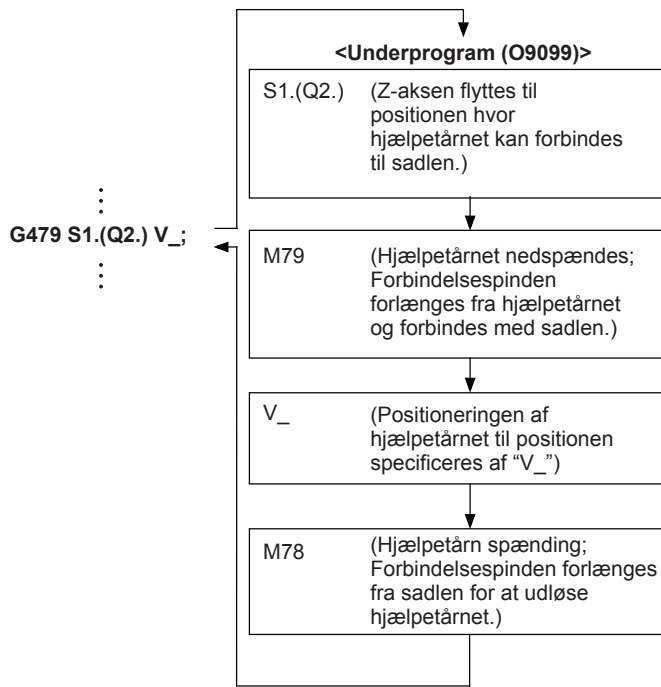 <Underprogram (O9099)>
S1.(Q2.) (Z-aksen flyttes til
positionen hvor
hjælpetårnet kan forbindes
til sadlen.)
G479 S1.(Q2.) V_;
M79 (Hjælpetårnet nedspændes;
Forbindelsespinden
forlænges fra hjælpetårnet
og forbindes med sadlen.)
V_ (Positioneringen af
hjælpetårnet til positionen
specificeres af “V_”)
M78 (Hjælpetårn spænding;
Forbindelsespinden forlænges
fra sadlen for at udløse
hjælpetårnet.)